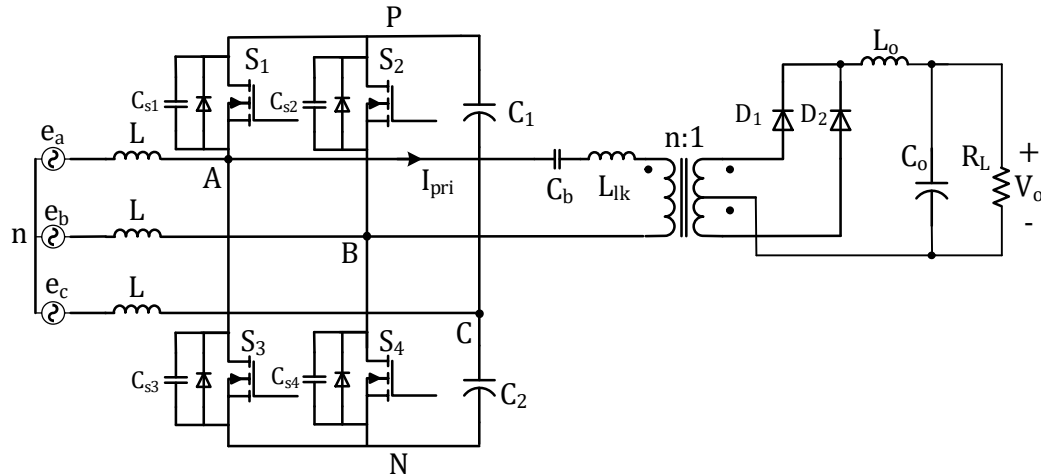 P
S1
S2
Cs1
Cs2
Lo
D1
D2
n:1
C1
ea
L
A
Ipri
Cb
Llk
Co
RL
+
Vo
-
n
eb
L
B
ec
L
C
S3
S4
Cs3
Cs4
C2
N